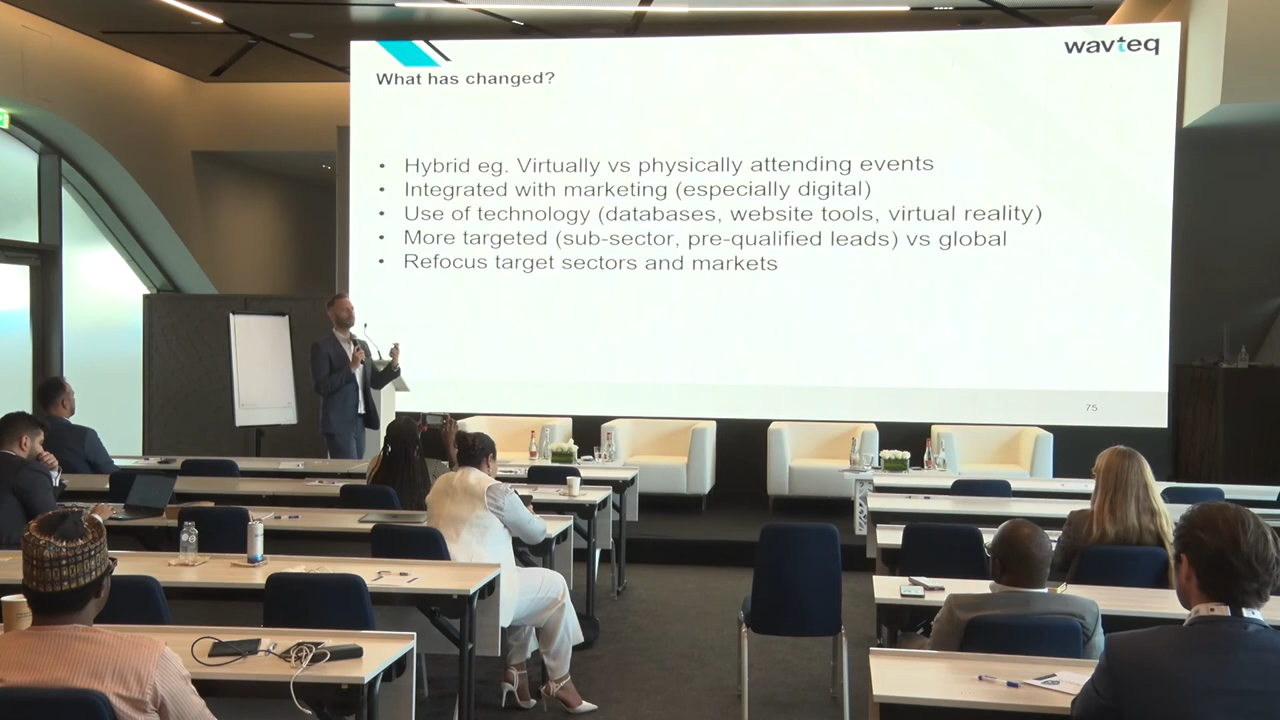 wavteq
What has changed?
• Hybrid eg. Virtually vs physically attending events
• Integrated with marketing (especially digital)
• Use of technology (databases, website tools, virtual reality)
• More targeted (sub-sector, pre-qualified leads) vs global
• Refocus target sectors and markets
75